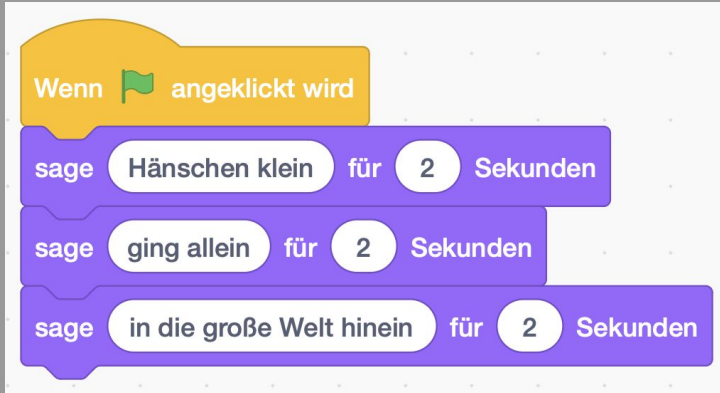 Wenn angeklickt wird
sage Hänschen klein für 2 Sekunden
sage ging allein für 2 Sekunden
sage in die große Welt hinein für 2 Sekunden